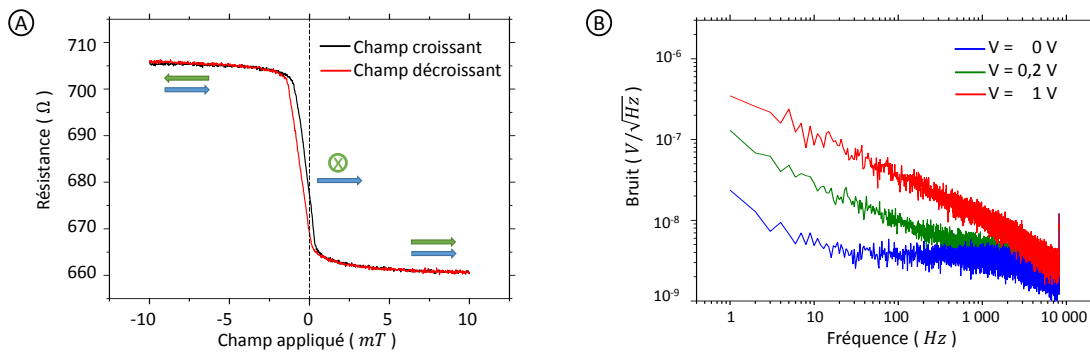 A
710
700
690
680
670
660
Résistance ( Ω )
Champ croissant
Champ décroissant
-10
-5
0
5
10
Champ appliqué ( mT )
B
10⁻⁶
10⁻⁷
10⁻⁸
10⁻⁹
Bruit ( V/√Hz )
V = 0 V
V = 0,2 V
V = 1 V
1
10
100
1 000
10 000
Fréquence ( Hz )